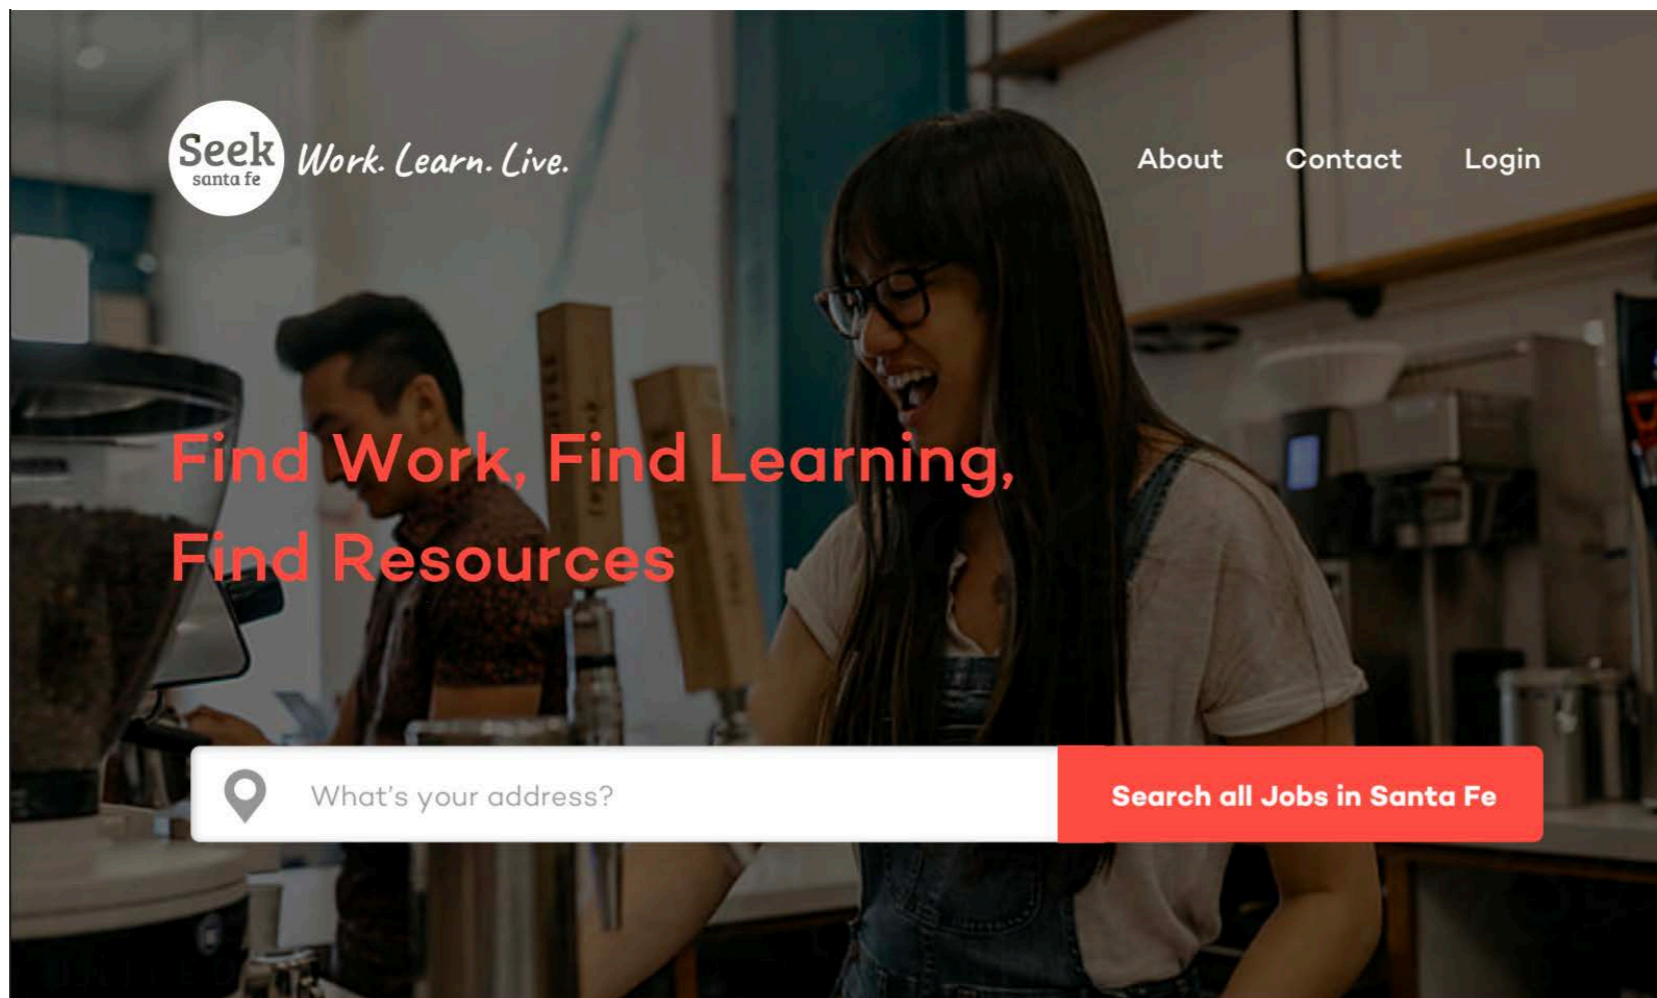 Seek
santa fe
Work. Learn. Live.
About
Contact
Login
Find Work, Find Learning,
Find Resources
What's your address?
Search all Jobs in Santa Fe